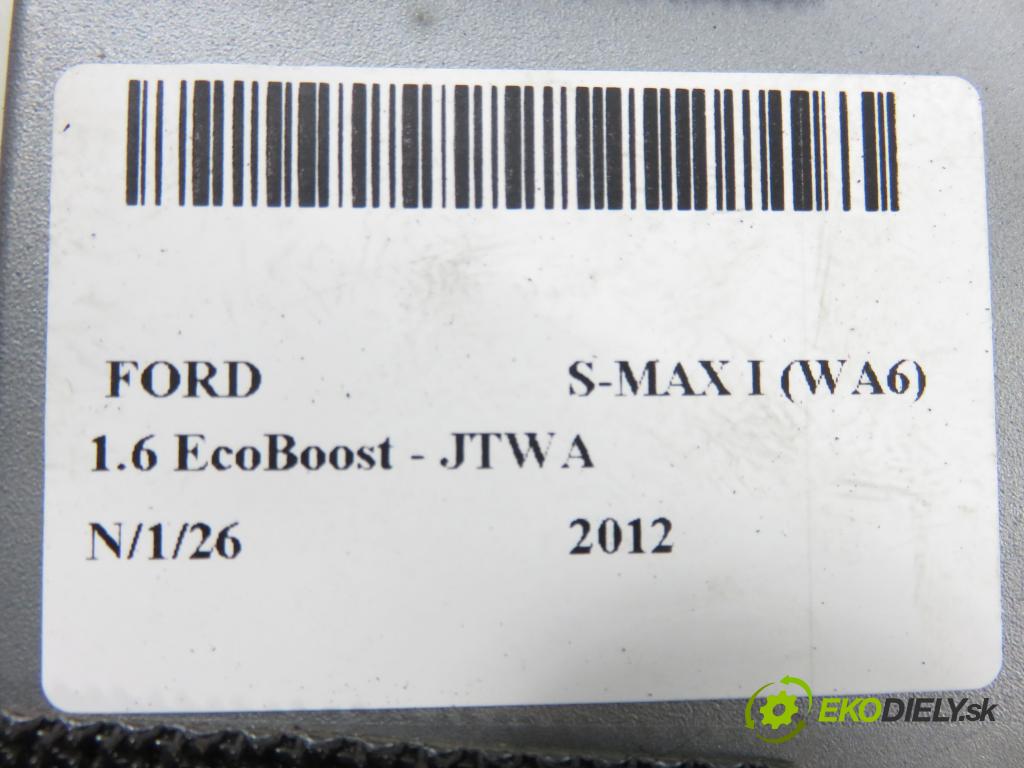 FORD S-MAX I (WA6)
1.6 EcoBoost - JTWA
N/1/26 2012
EKODIELY.sk